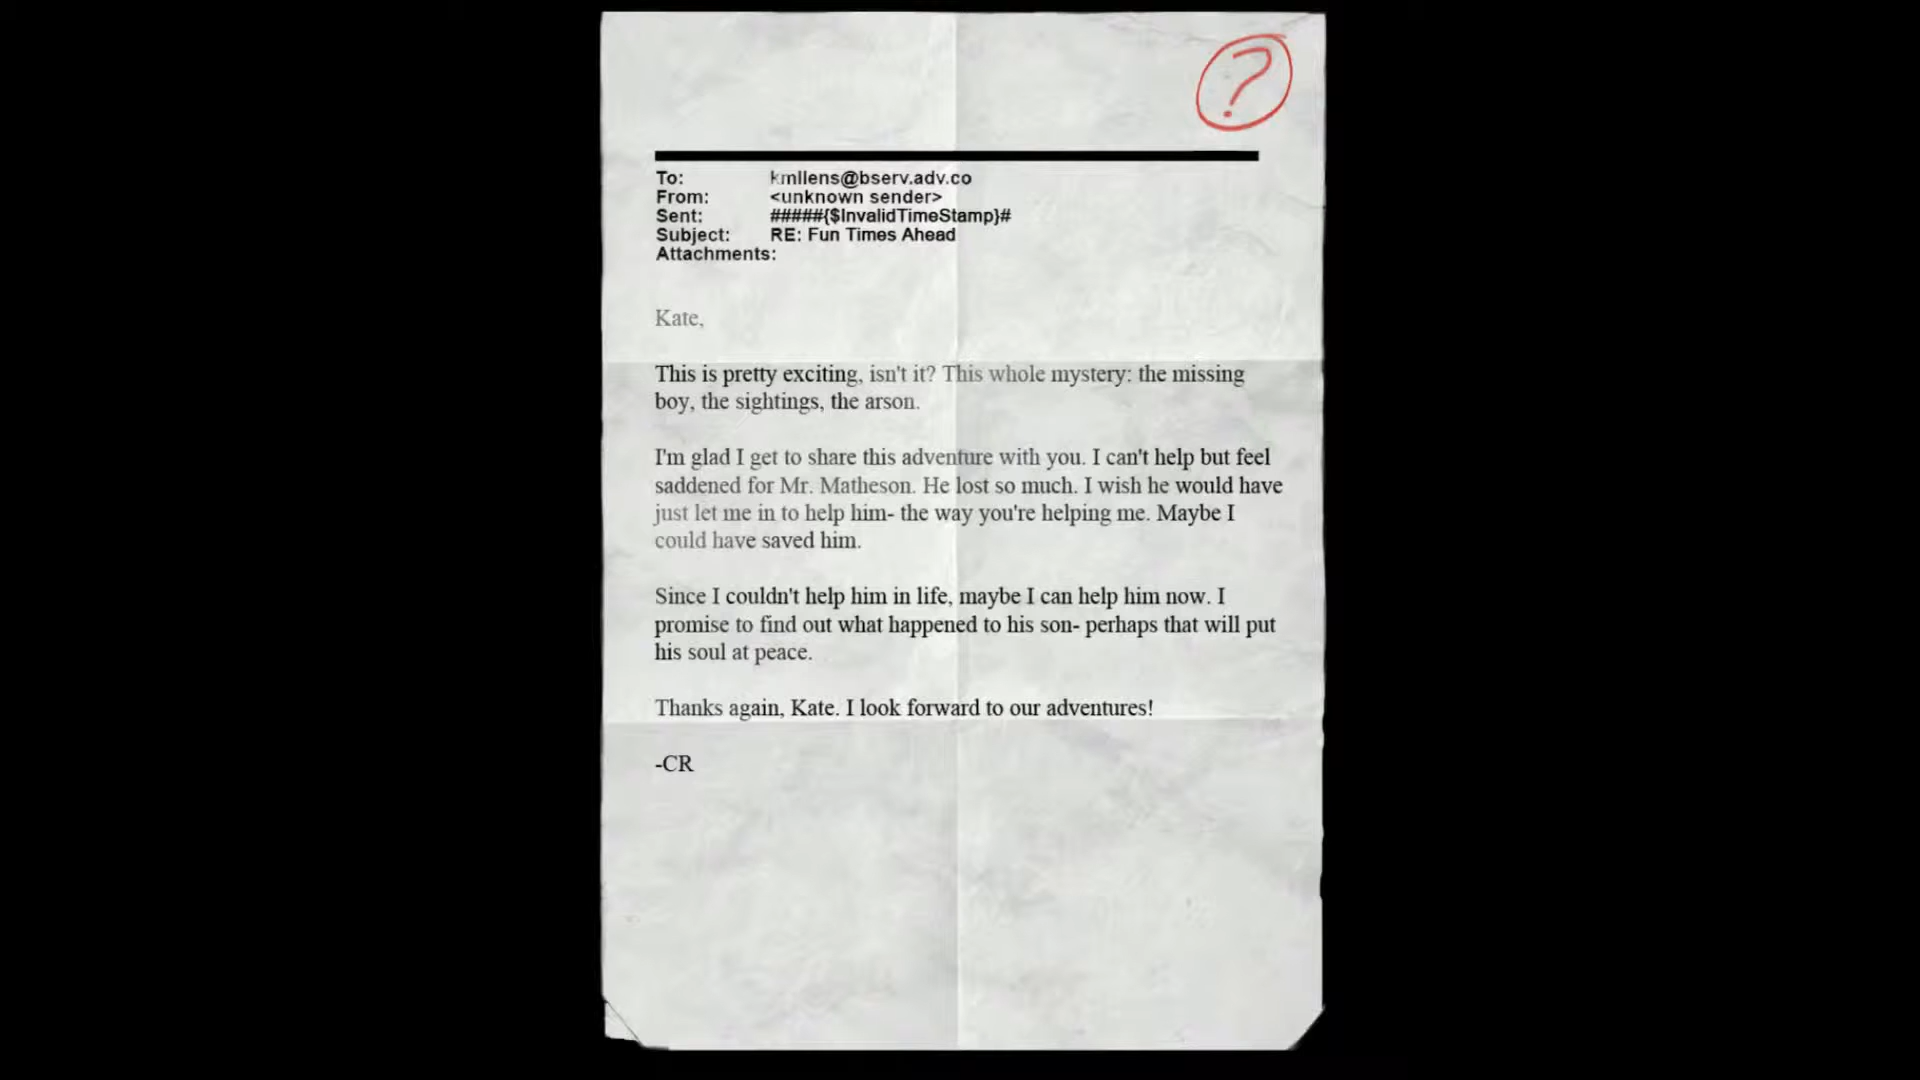 ?
To: kmllens@bserv.adv.co
From: <unknown sender>
Sent: #####{$InvalidTimeStamp}#
Subject: RE: Fun Times Ahead
Attachments:
Kate,
This is pretty exciting, isn't it? This whole mystery: the missing
boy, the sightings, the arson.
I'm glad I get to share this adventure with you. I can't help but feel
saddened for Mr. Matheson. He lost so much. I wish he would have
just let me in to help him- the way you're helping me. Maybe I
could have saved him.
Since I couldn't help him in life, maybe I can help him now. I
promise to find out what happened to his son- perhaps that will put
his soul at peace.
Thanks again, Kate. I look forward to our adventures!
-CR